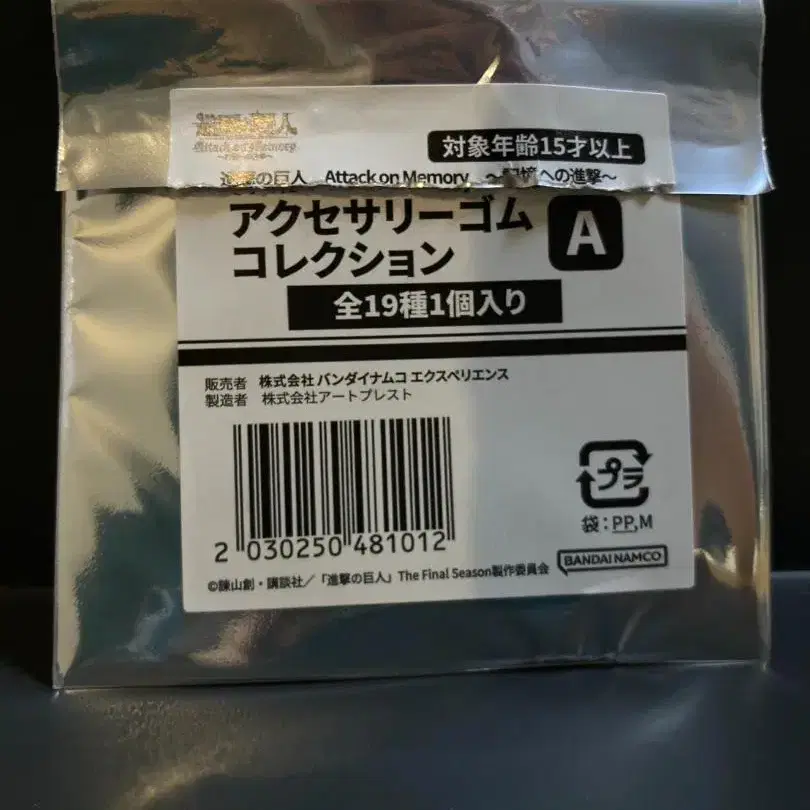 進撃の巨人
Attack on Memory
対象年齢15才以上
進撃の巨人 Attack on Memory 〜記憶への進撃〜
アクセサリーゴム
コレクション
A
全19種1個入り
販売者 株式会社 バンダイナムコ エクスペリエンス
製造者 株式会社アートプレスト
プラ
袋:PP,M
2 030250 481012
BANDAI NAMCO
©諫山創・講談社/「進撃の巨人」The Final Season製作委員会